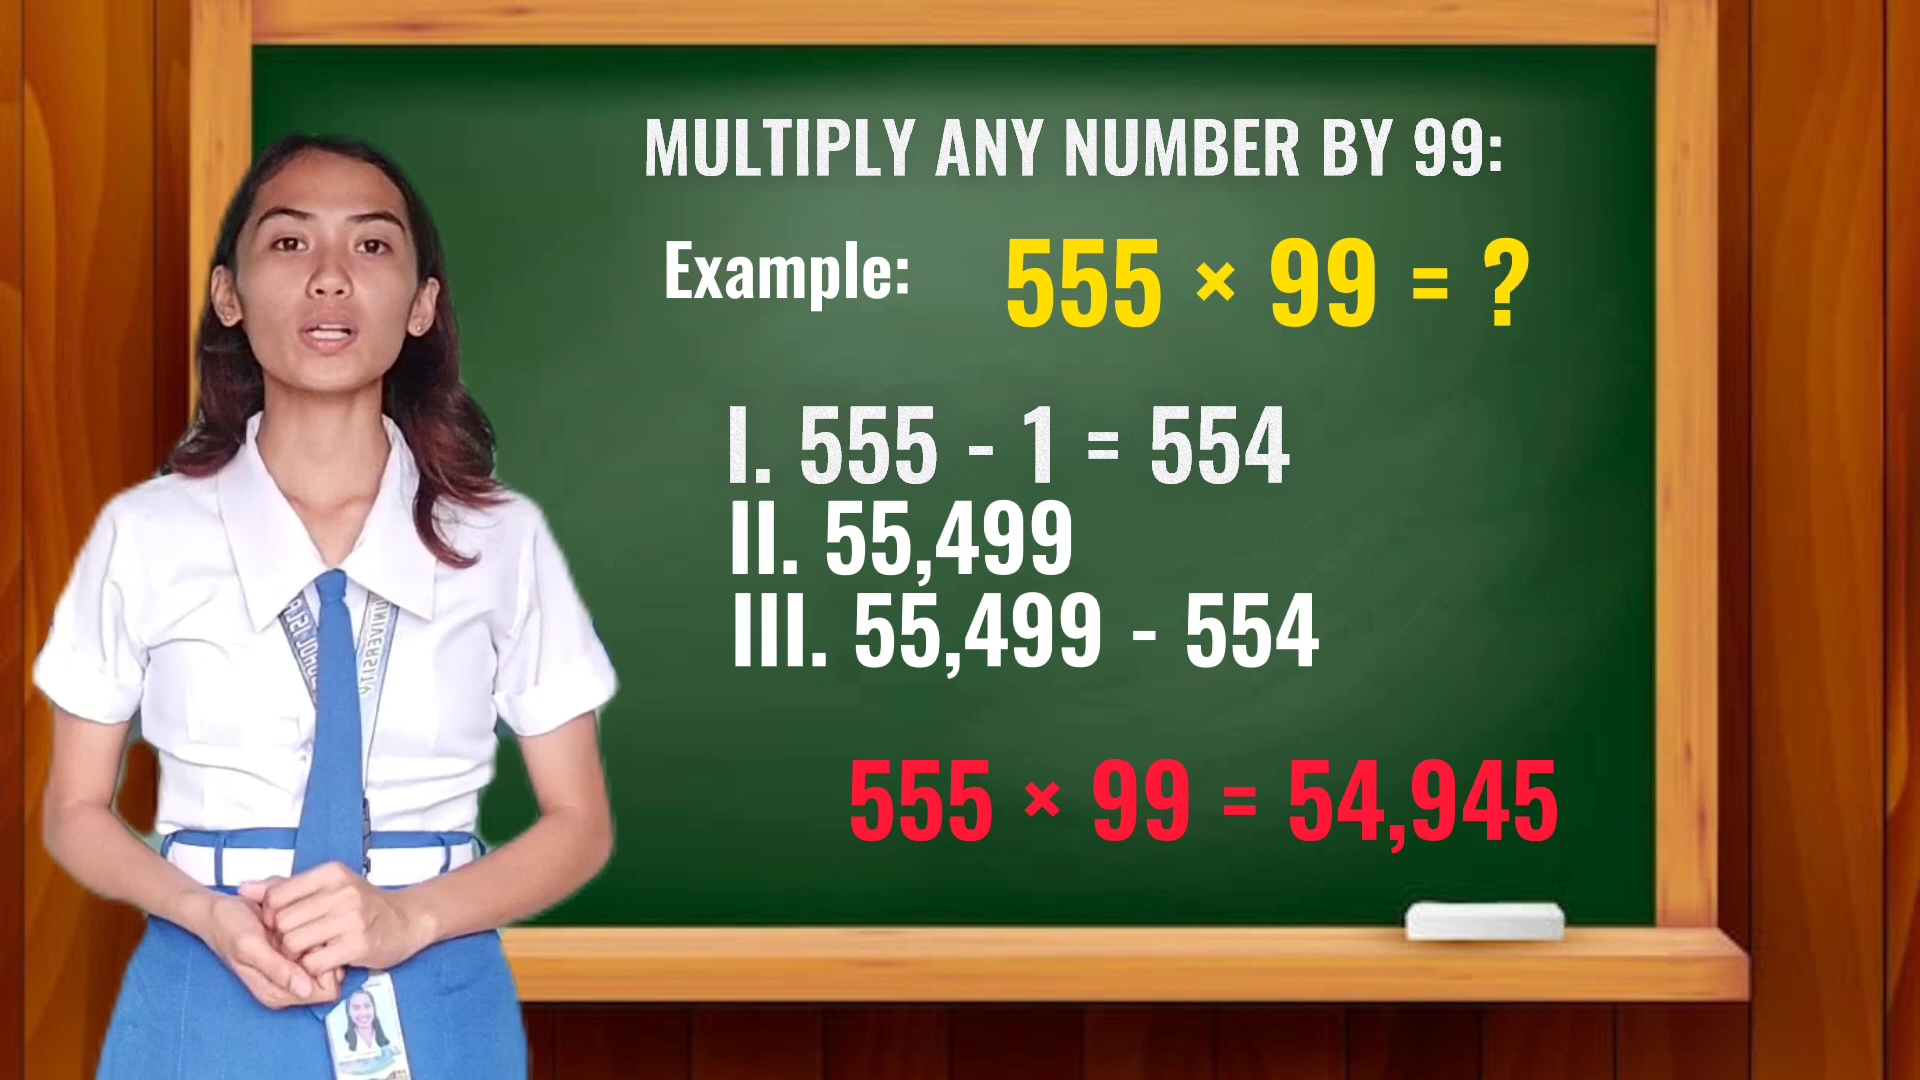 MULTIPLY ANY NUMBER BY 99:
Example: 555 × 99 = ?
I. 555 - 1 = 554
II. 55,499
III. 55,499 - 554
555 × 99 = 54,945
UNIVERSITY